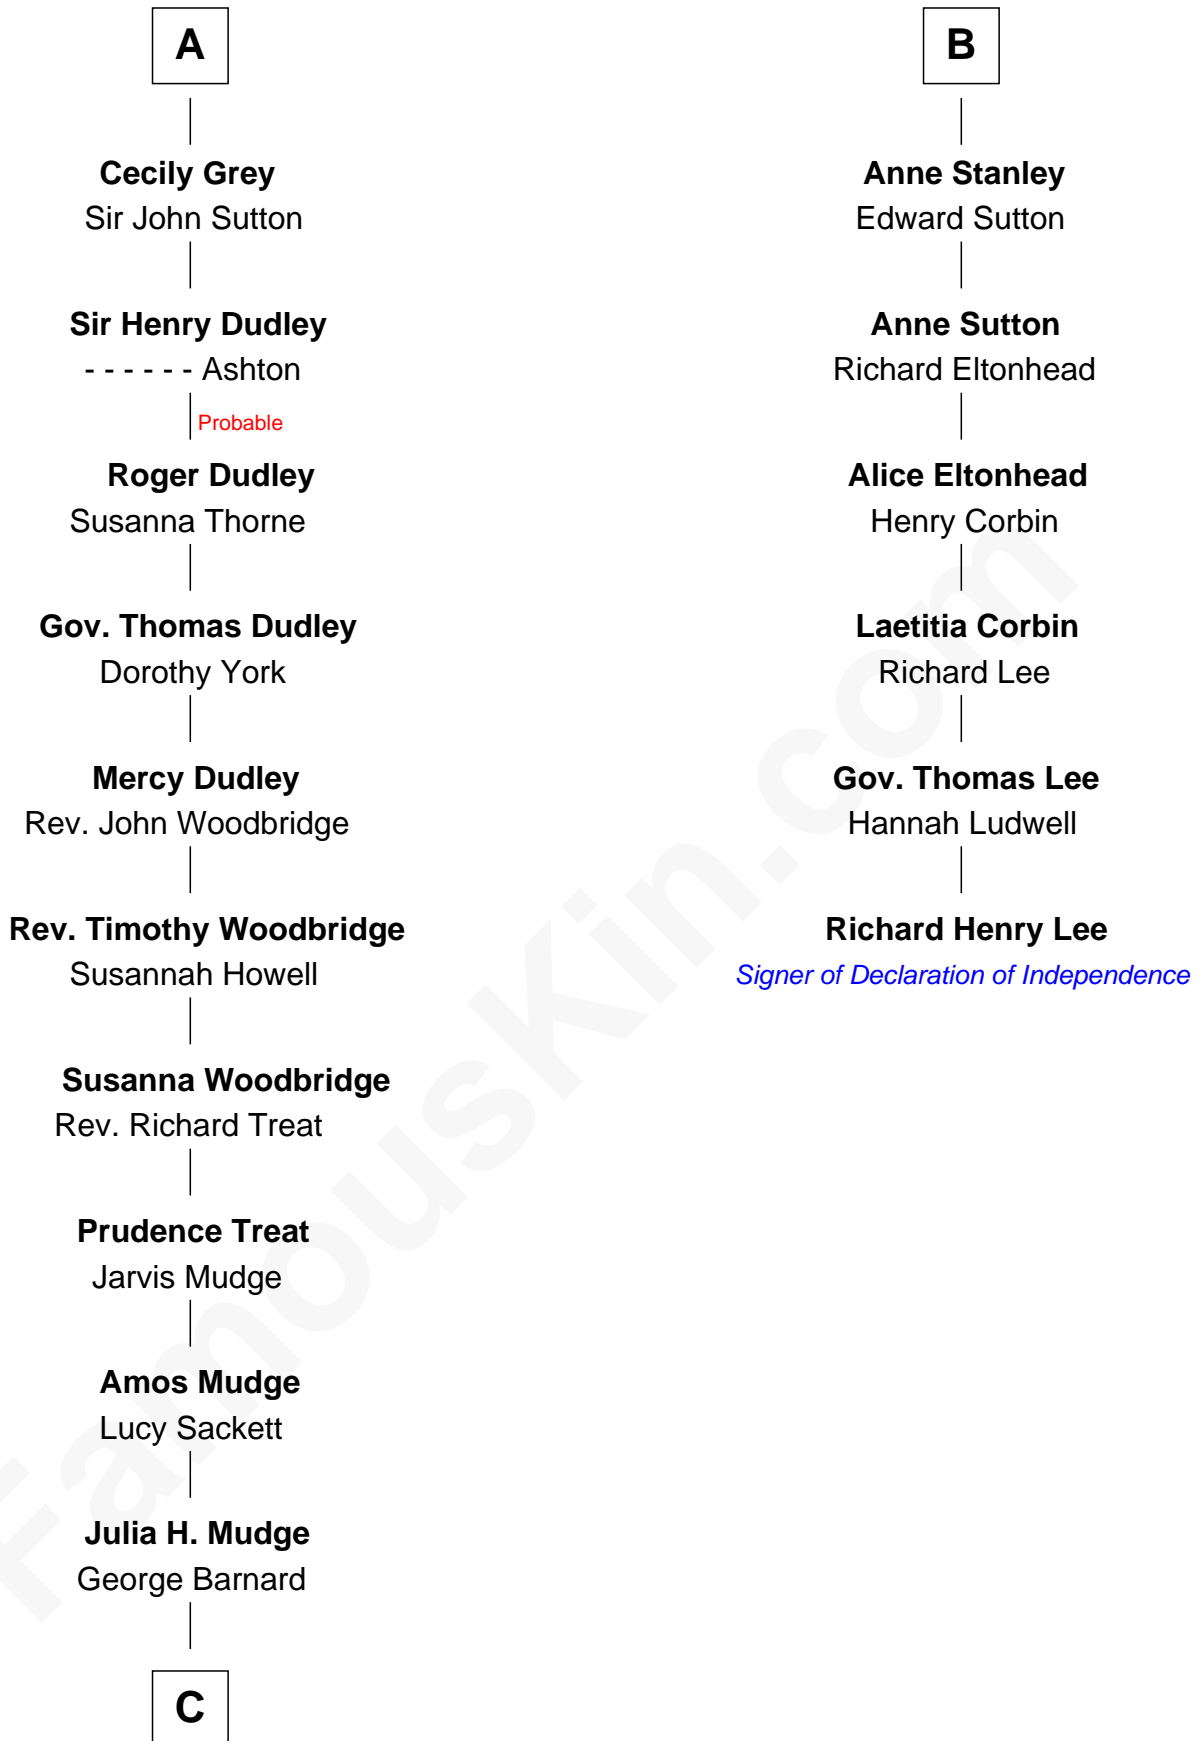 A
Cecily Grey
Sir John Sutton
Sir Henry Dudley
- - - - - - Ashton
Probable
Roger Dudley
Susanna Thorne
Gov. Thomas Dudley
Dorothy York
Mercy Dudley
Rev. John Woodbridge
Rev. Timothy Woodbridge
Susannah Howell
Susanna Woodbridge
Rev. Richard Treat
Prudence Treat
Jarvis Mudge
Amos Mudge
Lucy Sackett
Julia H. Mudge
George Barnard
C
B
Anne Stanley
Edward Sutton
Anne Sutton
Richard Eltonhead
Alice Eltonhead
Henry Corbin
Laetitia Corbin
Richard Lee
Gov. Thomas Lee
Hannah Ludwell
Richard Henry Lee
Signer of Declaration of Independence
FamousKin.com